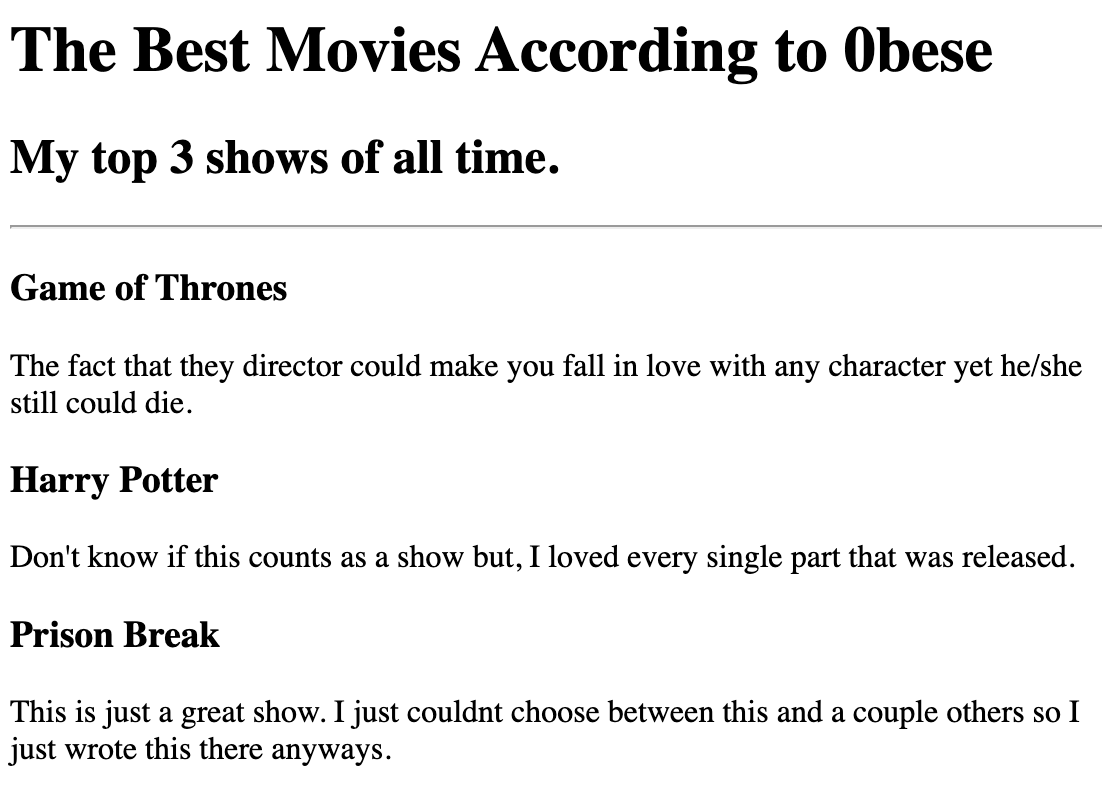 The Best Movies According to 0bese
My top 3 shows of all time.
Game of Thrones
The fact that they director could make you fall in love with any character yet he/she
still could die.
Harry Potter
Don't know if this counts as a show but, I loved every single part that was released.
Prison Break
This is just a great show. I just couldnt choose between this and a couple others so I
just wrote this there anyways.